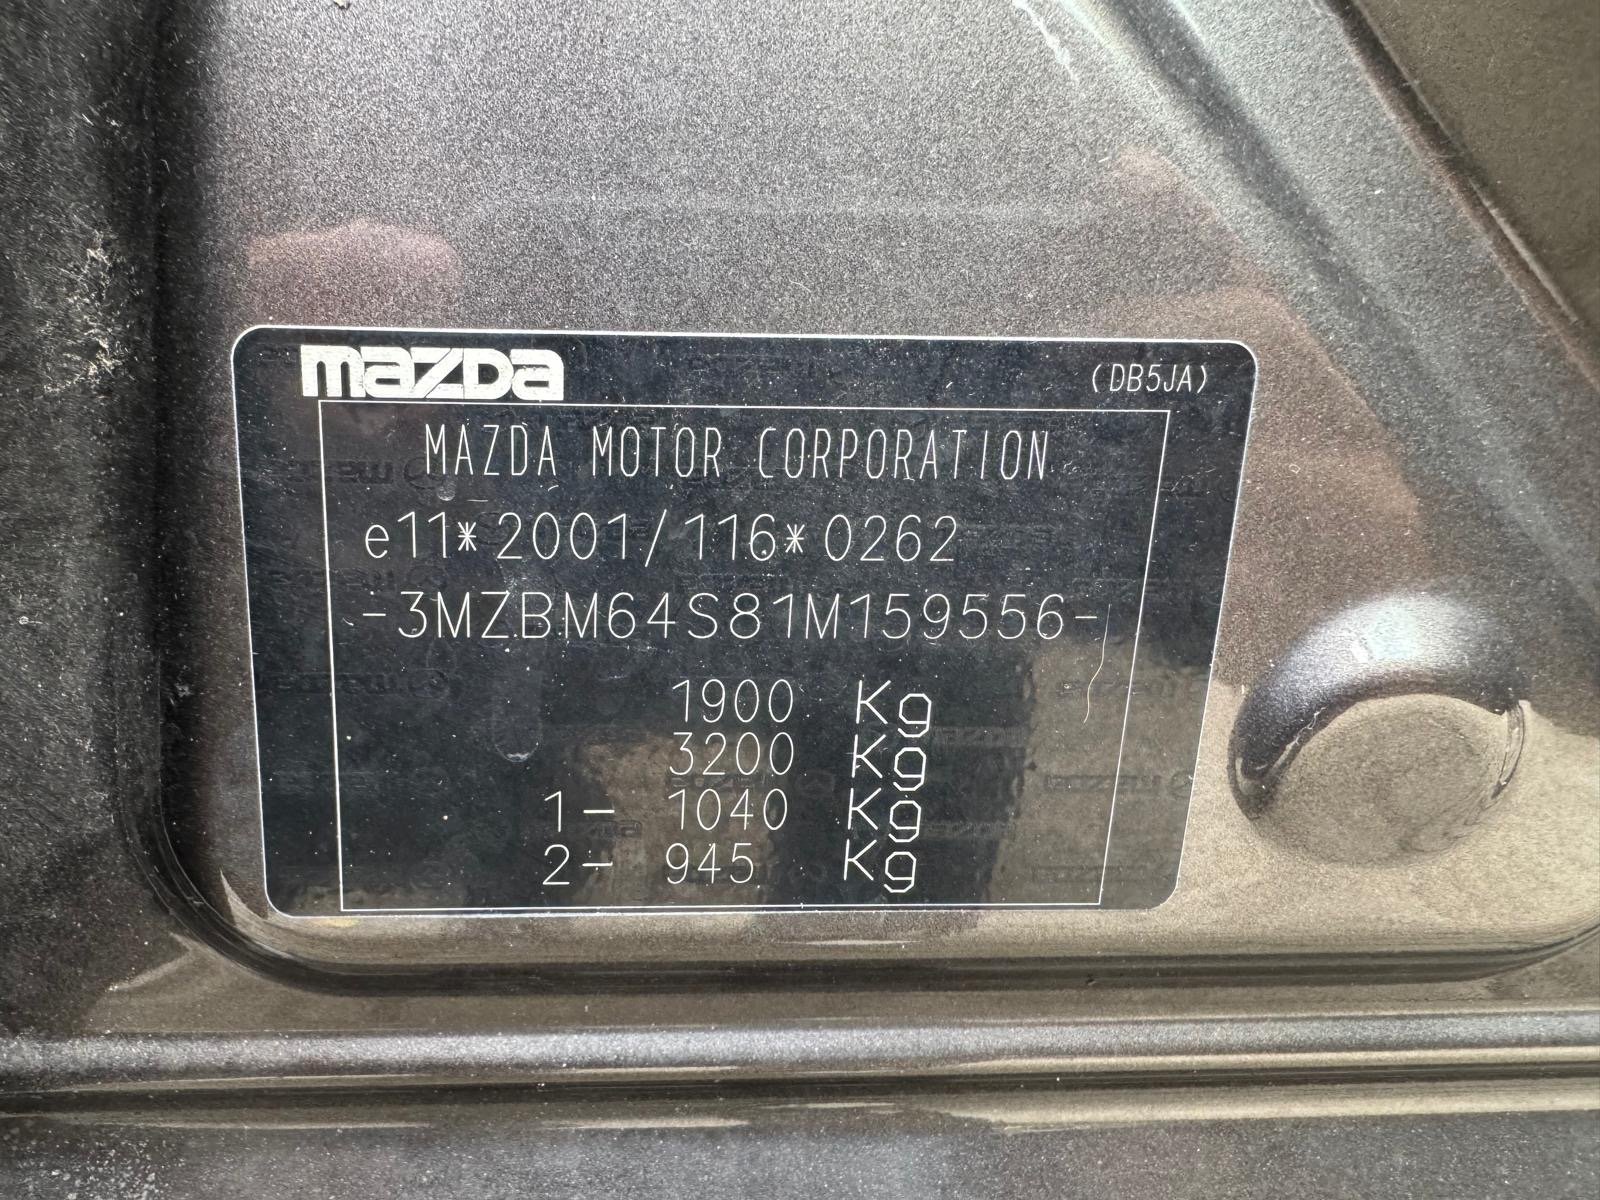 mazda (DB5JA)
MAZDA MOTOR CORPORATION
e11*2001/116*0262
-3MZBM64S81M159556-
1900 Kg
3200 Kg
1- 1040 Kg
2- 945 Kg